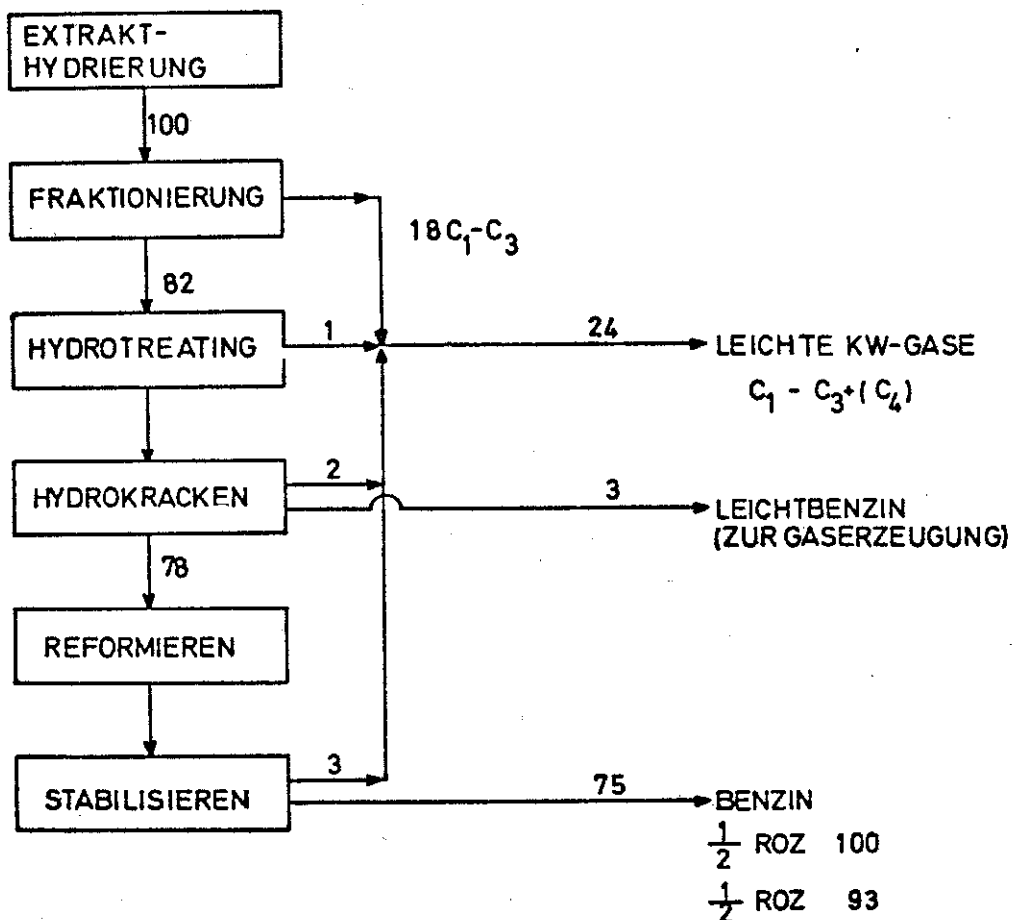 EXTRAKT-
HYDRIERUNG
100
FRAKTIONIERUNG
18 C₁-C₃
82
HYDROTREATING
1
24
LEICHTE KW-GASE
C₁ - C₃+(C₄)
HYDROKRACKEN
2
3
LEICHTBENZIN
(ZUR GASERZEUGUNG)
78
REFORMIEREN
STABILISIEREN
3
75
BENZIN
1/2 ROZ 100
1/2 ROZ 93